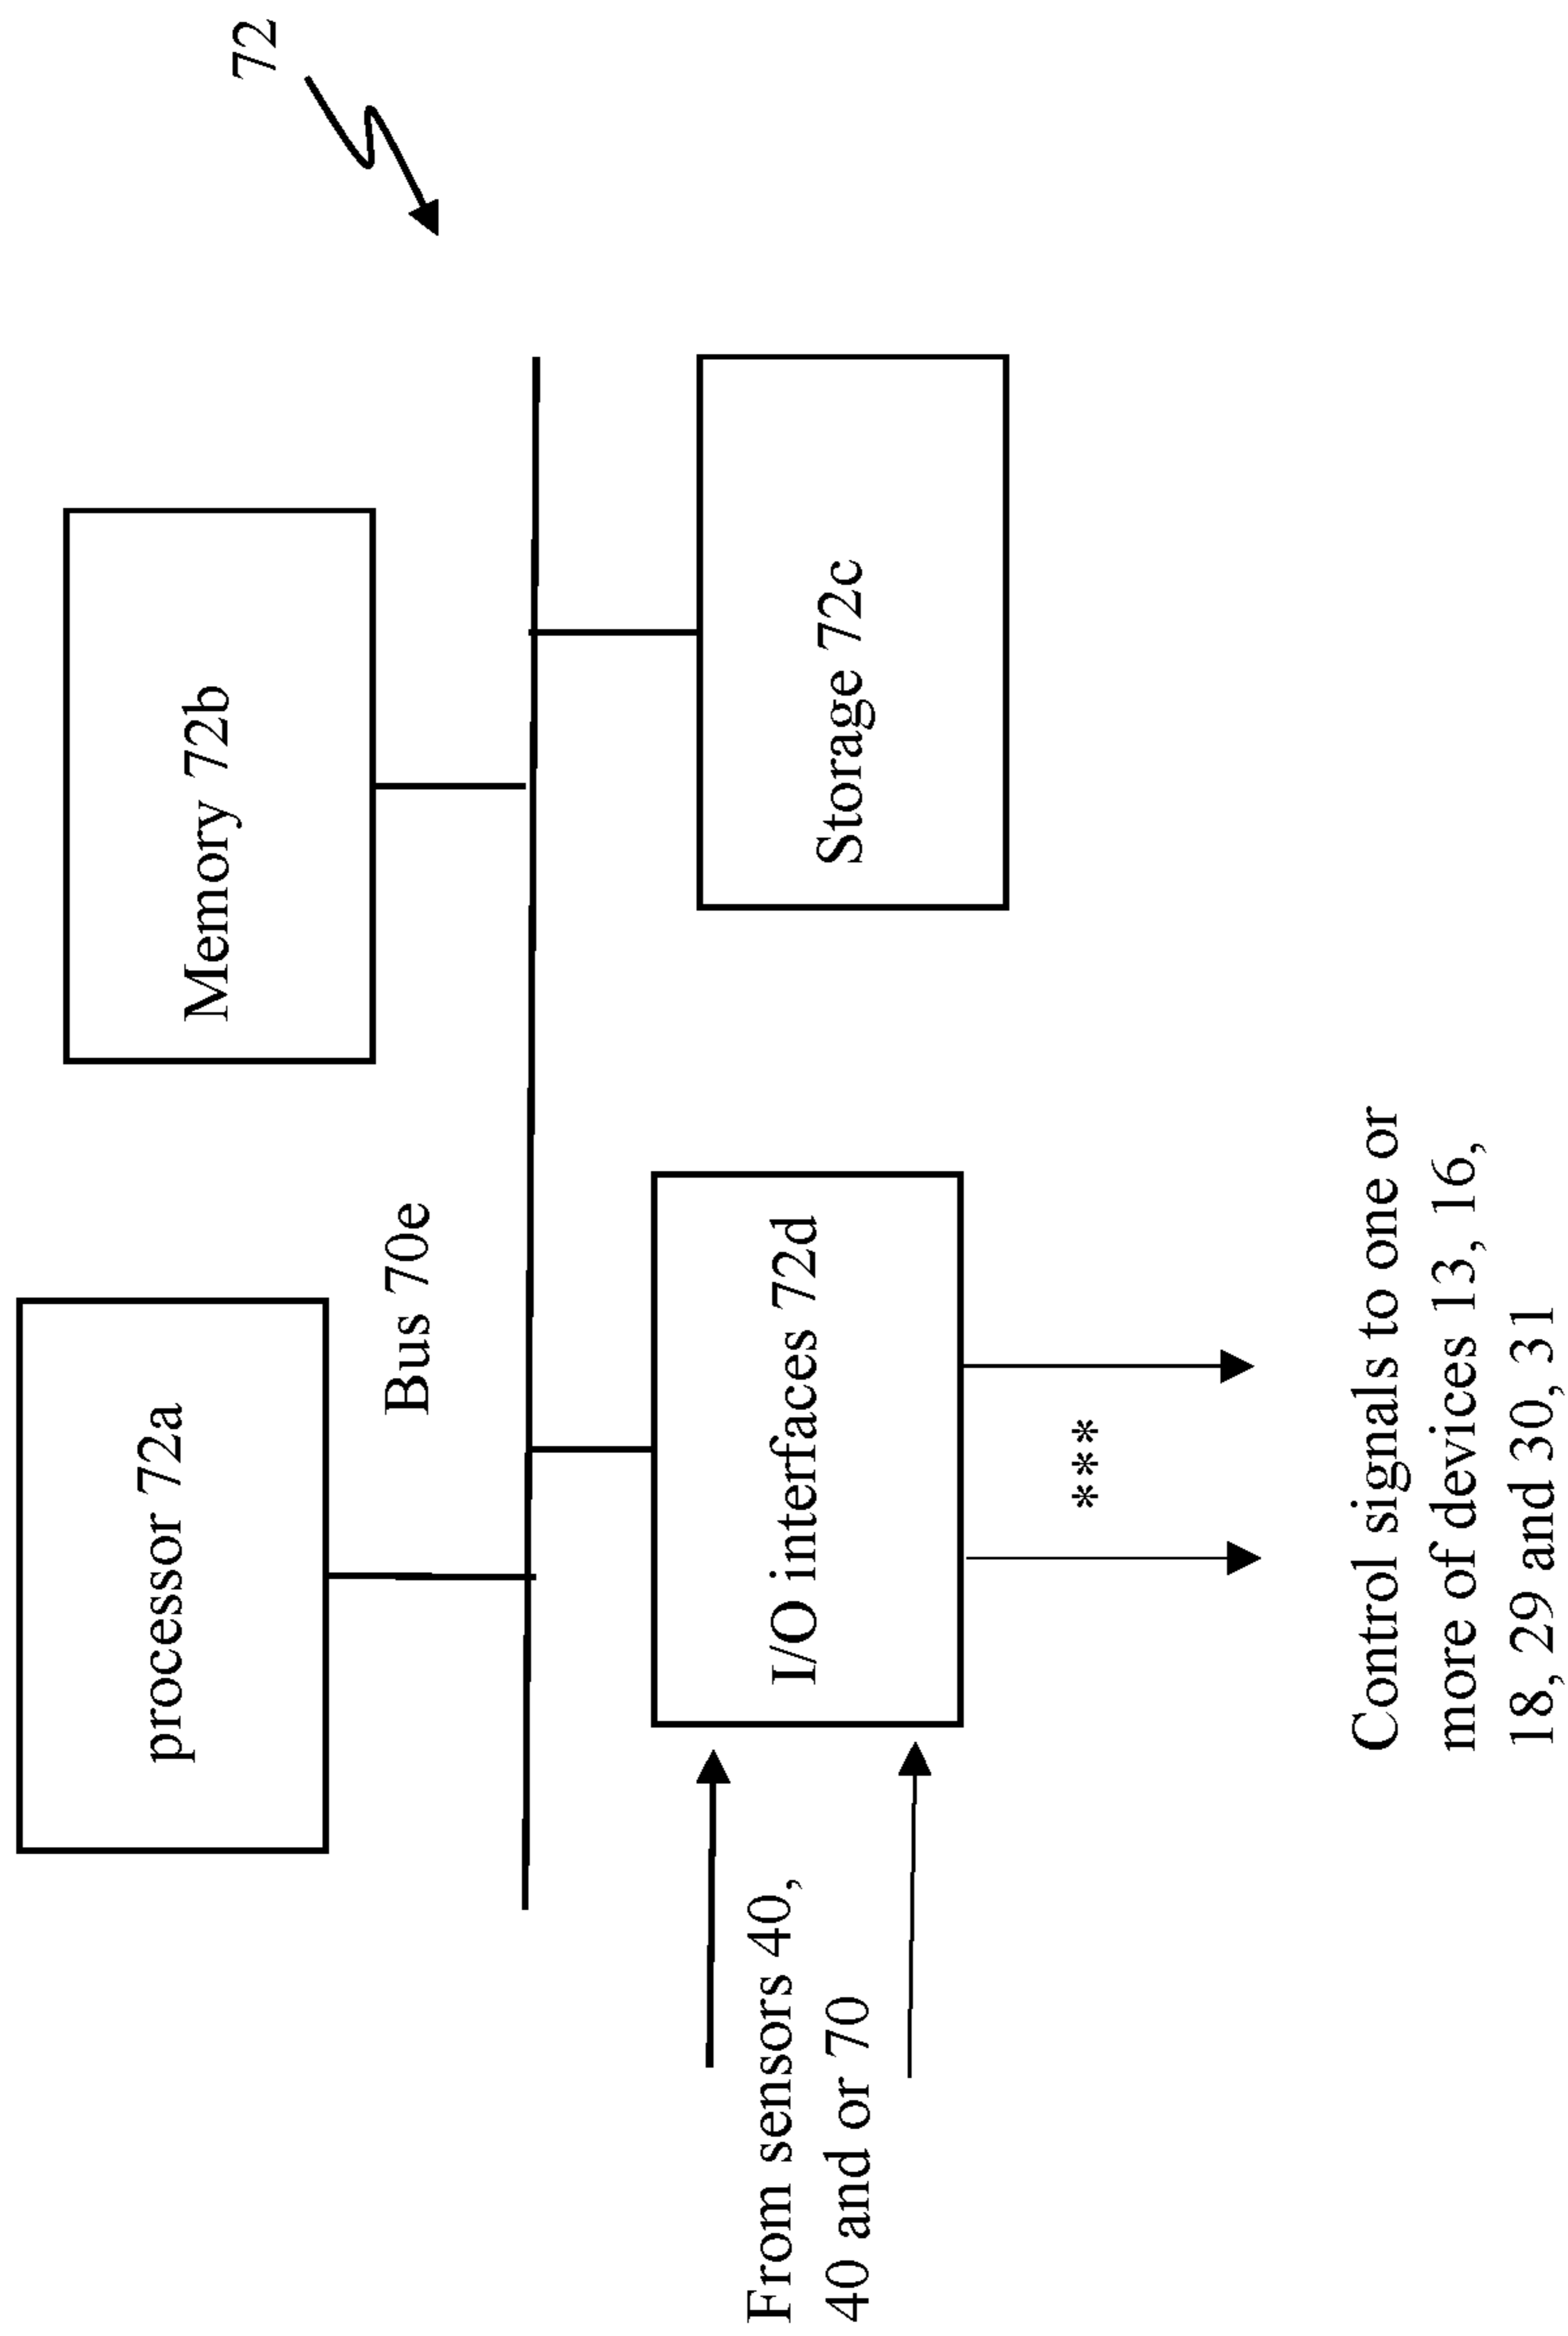 72
processor 72a
Memory 72b
Bus 70e
I/O interfaces 72d
Storage 72c
From sensors 40,
40 and or 70
***
Control signals to one or
more of devices 13, 16,
18, 29 and 30, 31